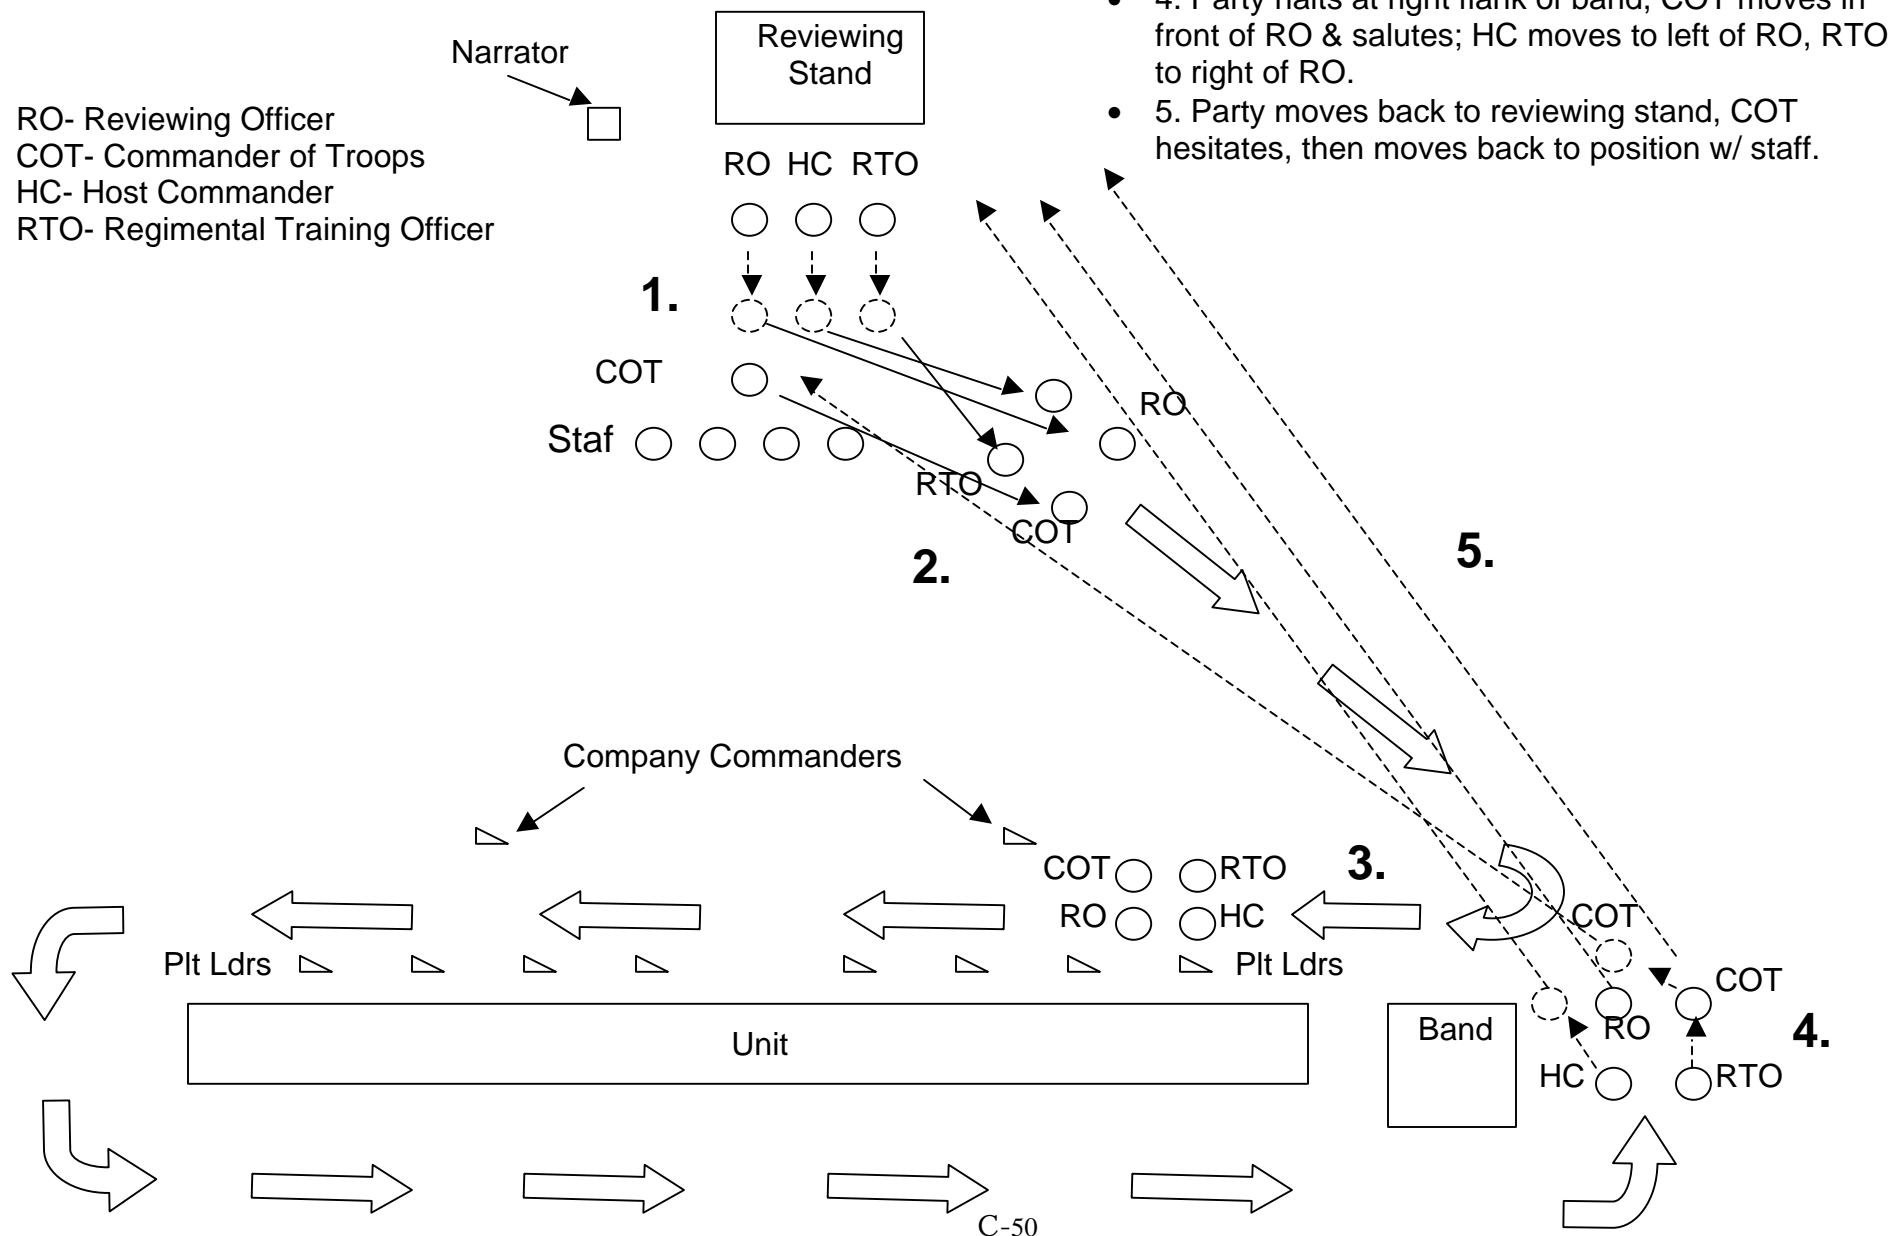 • 4. Party halts at right flank of band, COT moves in
front of RO & salutes; HC moves to left of RO, RTO
to right of RO.
• 5. Party moves back to reviewing stand, COT
hesitates, then moves back to position w/ staff.
Narrator
Reviewing
Stand
RO- Reviewing Officer
COT- Commander of Troops
HC- Host Commander
RTO- Regimental Training Officer
RO HC RTO
1.
COT
RO
Staf
RTO
COT
2.
5.
Company Commanders
COT RTO
3.
RO HC
COT
Plt Ldrs Plt Ldrs
COT
Unit
Band
RO
4.
HC RTO
C-50